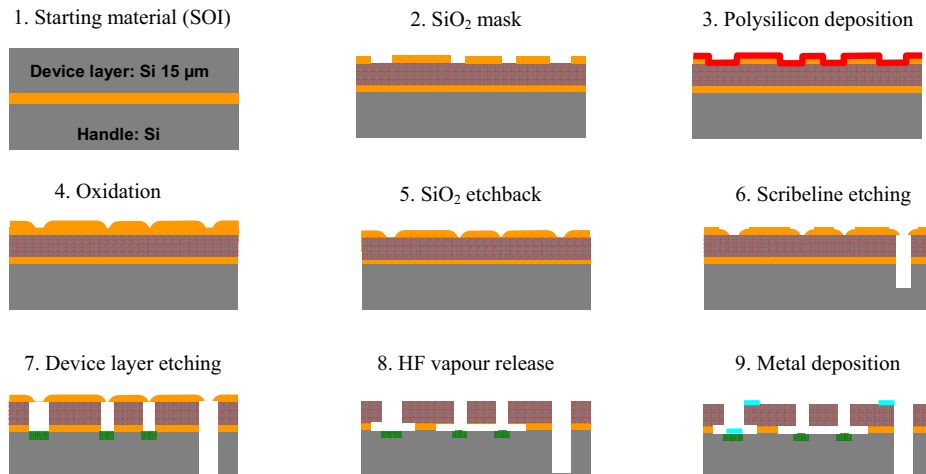 1. Starting material (SOI)
2. SiO₂ mask
3. Polysilicon deposition
Device layer: Si 15 µm
Handle: Si
4. Oxidation
5. SiO₂ etchback
6. Scribeline etching
7. Device layer etching
8. HF vapour release
9. Metal deposition